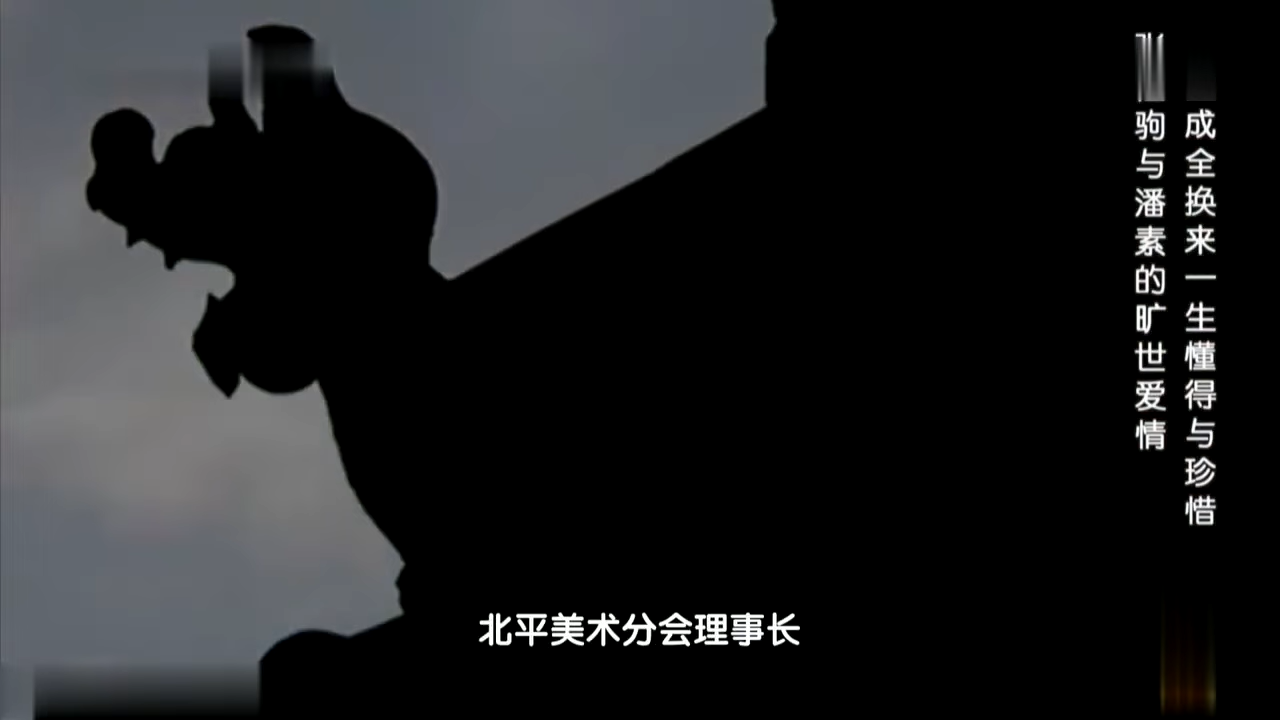 成全换来一生懂得与珍惜
驹与潘素的旷世爱情
北平美术分会理事长